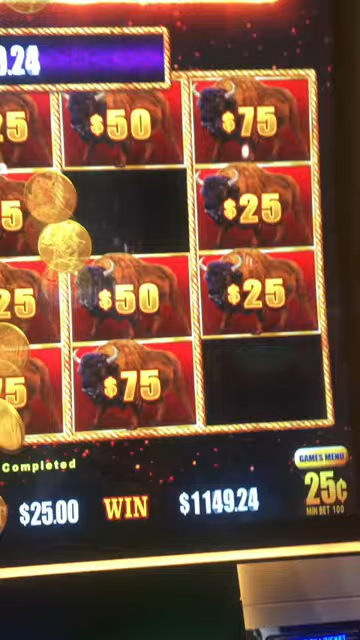 .24
25 $50 $75
5 $25
25 $50 $25
75 $75
Completed
GAMES MENU
$25.00 WIN $1149.24 25¢
MIN BET 100